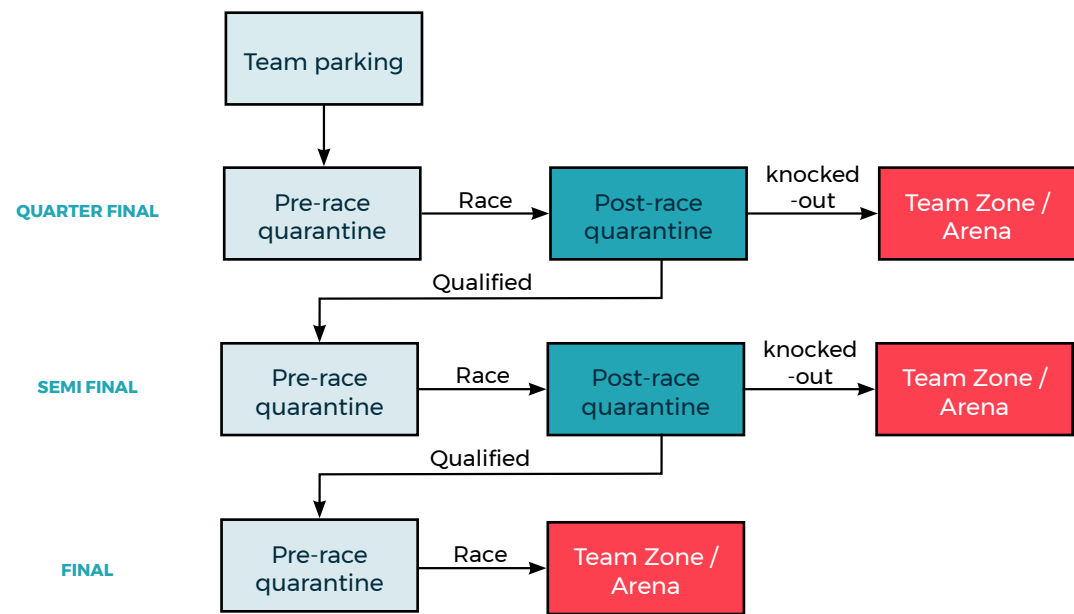 Team parking
QUARTER FINAL
Pre-race
quarantine
Race
Post-race
quarantine
knocked
-out
Team Zone /
Arena
Qualified
SEMI FINAL
Pre-race
quarantine
Race
Post-race
quarantine
knocked
-out
Team Zone /
Arena
Qualified
FINAL
Pre-race
quarantine
Race
Team Zone /
Arena